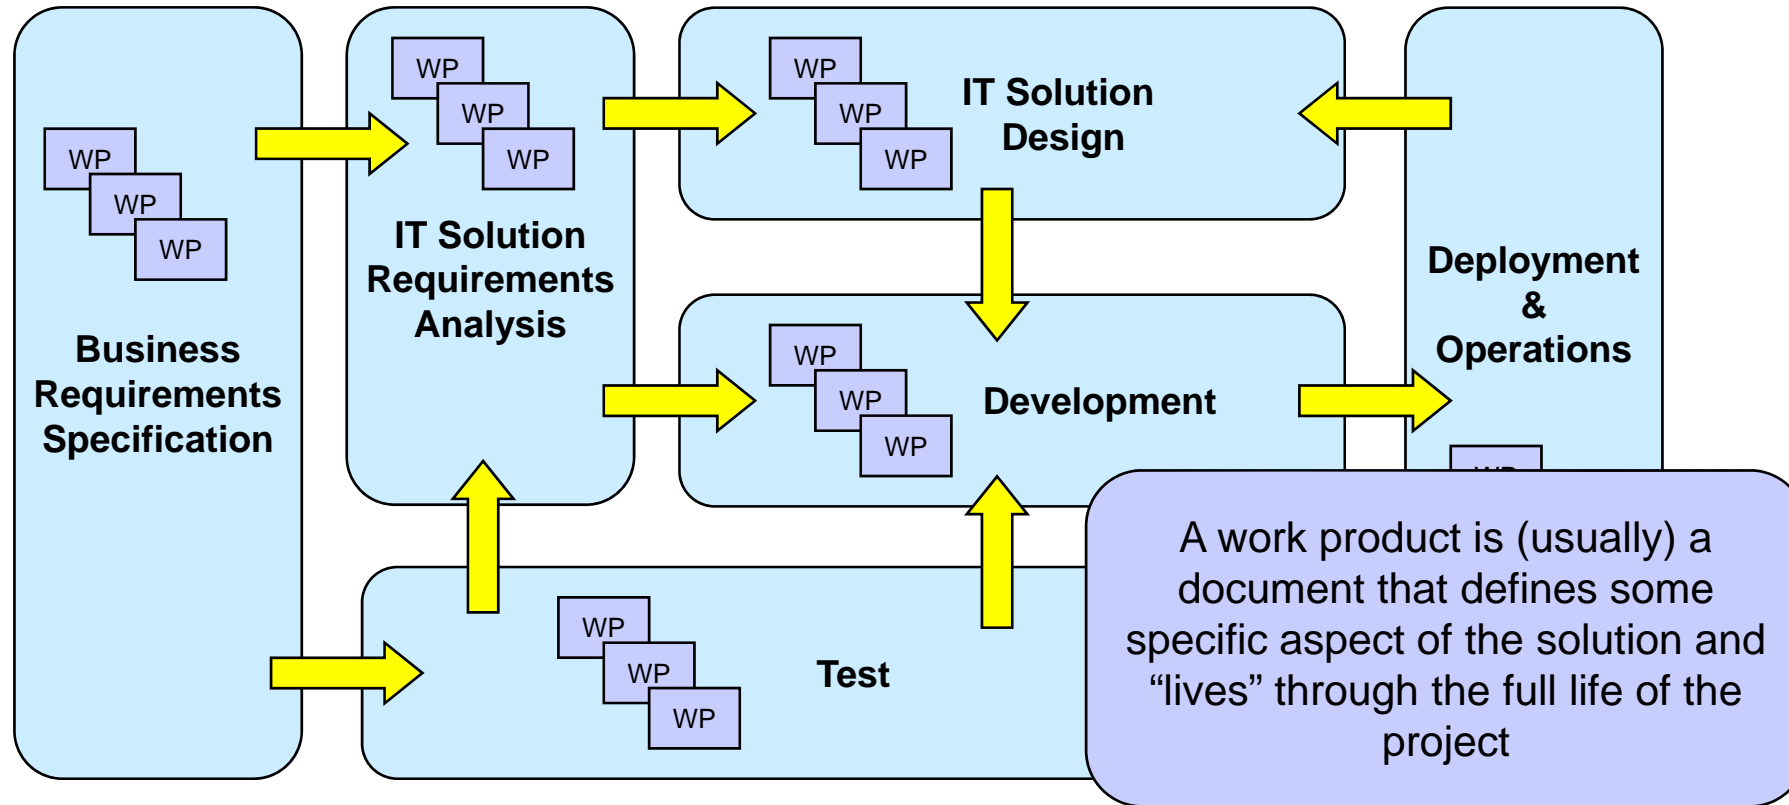 WP
WP
WP
Business
Requirements
Specification
WP
WP
WP
IT Solution
Requirements
Analysis
WP
WP
WP
IT Solution
Design
WP
WP
WP
Development
Deployment
&
Operations
WP
WP
WP
WP
Test
A work product is (usually) a
document that defines some
specific aspect of the solution and
“lives” through the full life of the
project